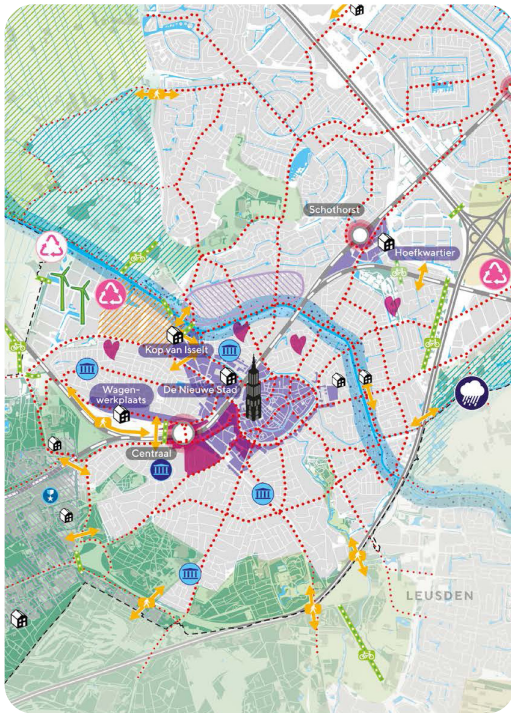 Schothorst
Hoefkwartier
Kop van Isselt
Wagen-
werkplaats
De Nieuwe Stad
Centraal
LEUSDEN